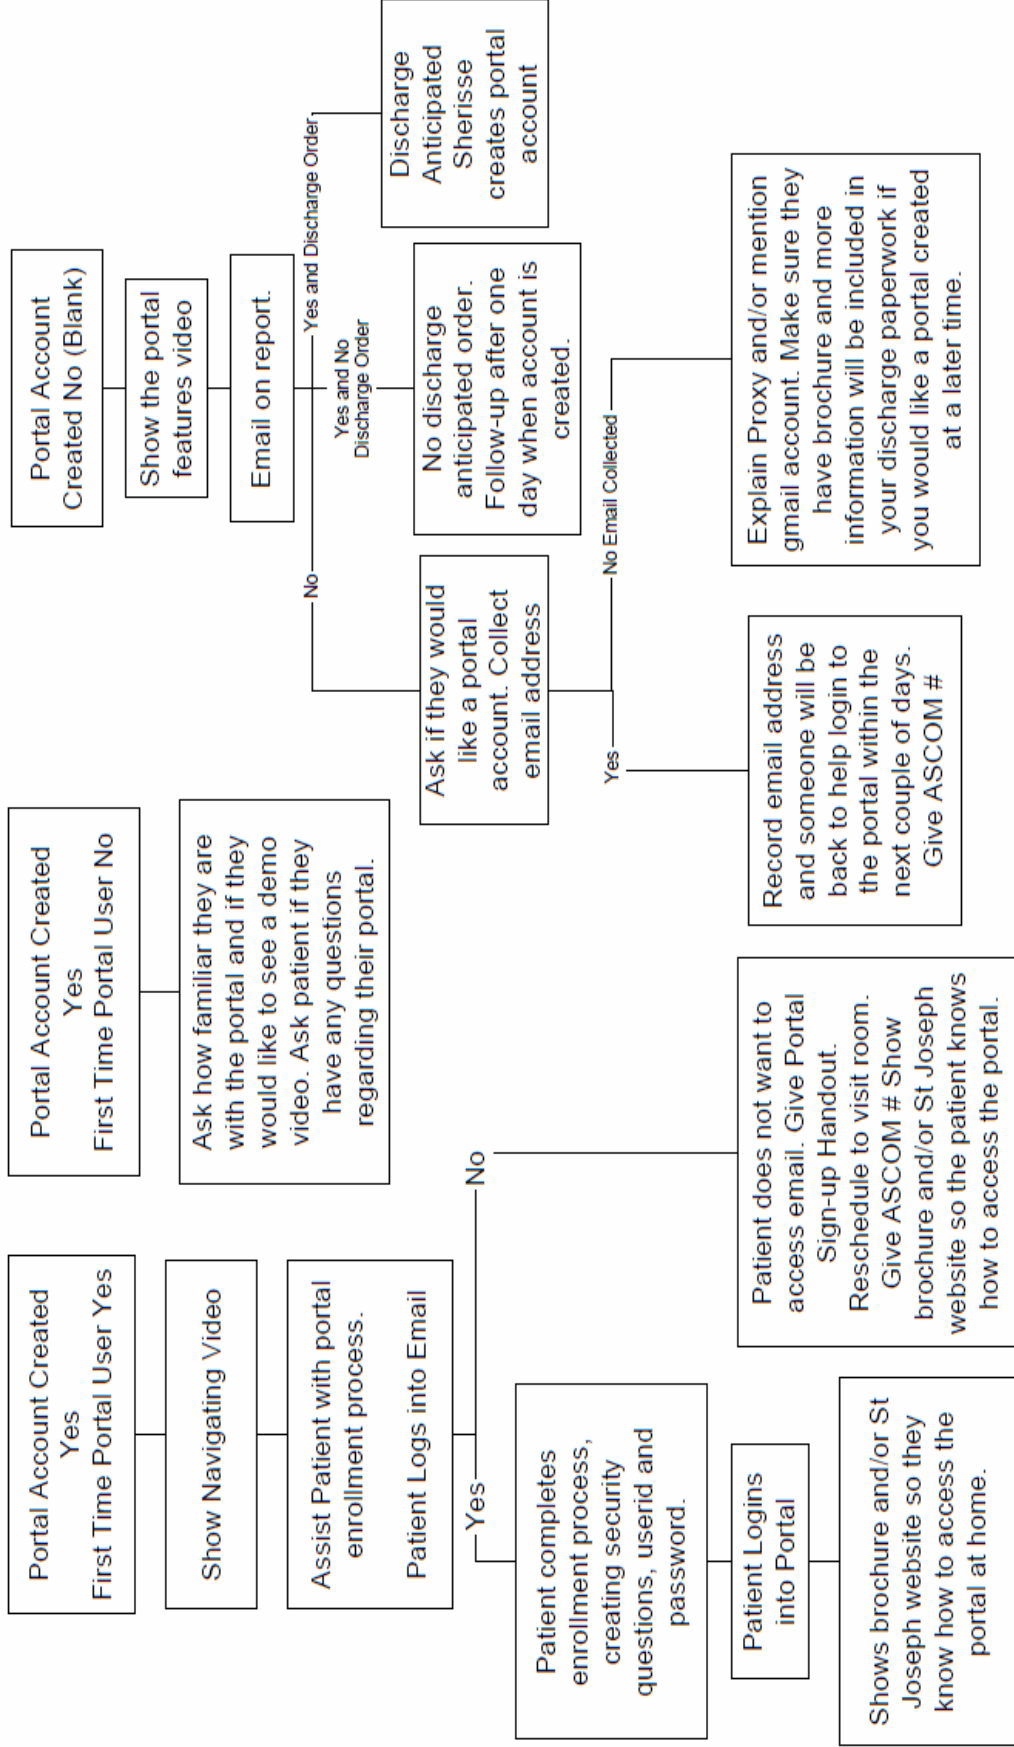 Portal Account Created
Yes
First Time Portal User Yes
Show Navigating Video
Assist Patient with portal
enrollment process.
Patient Logs into Email
Yes
No
Patient completes
enrollment process,
creating security
questions, userid and
password.
Patient Logins
into Portal
Shows brochure and/or St
Joseph website so they
know how to access the
portal at home.
Patient does not want to
access email. Give Portal
Sign-up Handout.
Reschedule to visit room.
Give ASCOM # Show
brochure and/or St Joseph
website so the patient knows
how to access the portal.
Portal Account Created
Yes
First Time Portal User No
Ask how familiar they are
with the portal and if they
would like to see a demo
video. Ask patient if they
have any questions
regarding their portal.
Portal Account
Created No (Blank)
Show the portal
features video
Email on report.
No
Yes and No
Discharge Order
Yes and Discharge Order
Ask if they would
like a portal
account. Collect
email address
No discharge
anticipated order.
Follow-up after one
day when account is
created.
Discharge
Anticipated
Sherisse
creates portal
account
Yes
No Email Collected
Record email address
and someone will be
back to help login to
the portal within the
next couple of days.
Give ASCOM #
Explain Proxy and/or mention
gmail account. Make sure they
have brochure and more
information will be included in
your discharge paperwork if
you would like a portal created
at a later time.